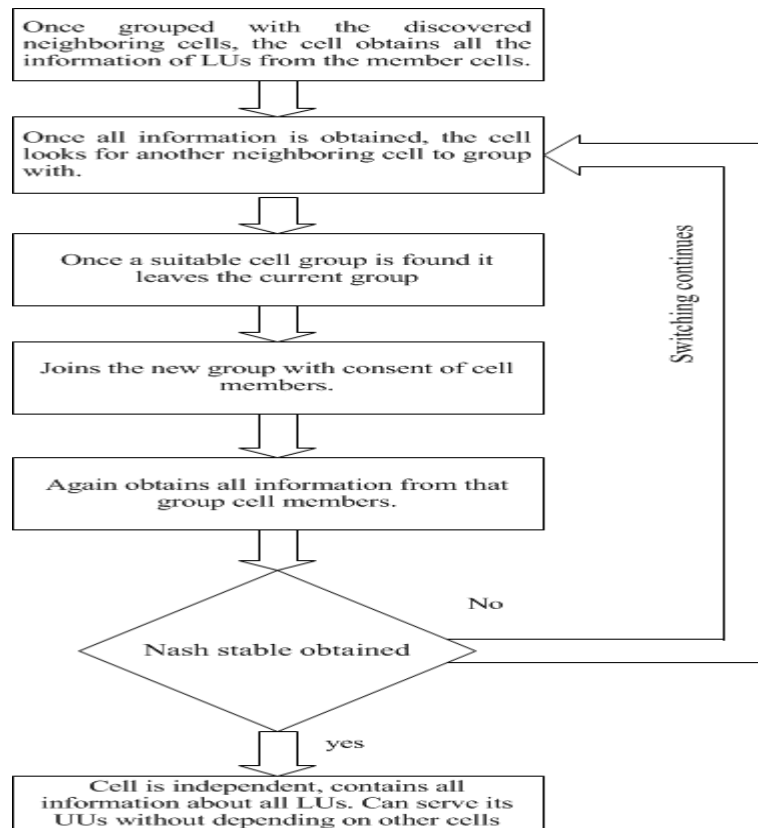 Once grouped with the discovered
neighboring cells, the cell obtains all the
information of LUs from the member cells.
Once all information is obtained, the cell
looks for another neighboring cell to group
with.
Once a suitable cell group is found it
leaves the current group
Switching continues
Joins the new group with consent of cell
members.
Again obtains all information from that
group cell members.
No
Nash stable obtained
yes
Cell is independent, contains all
information about all LUs. Can serve its
UUs without depending on other cells